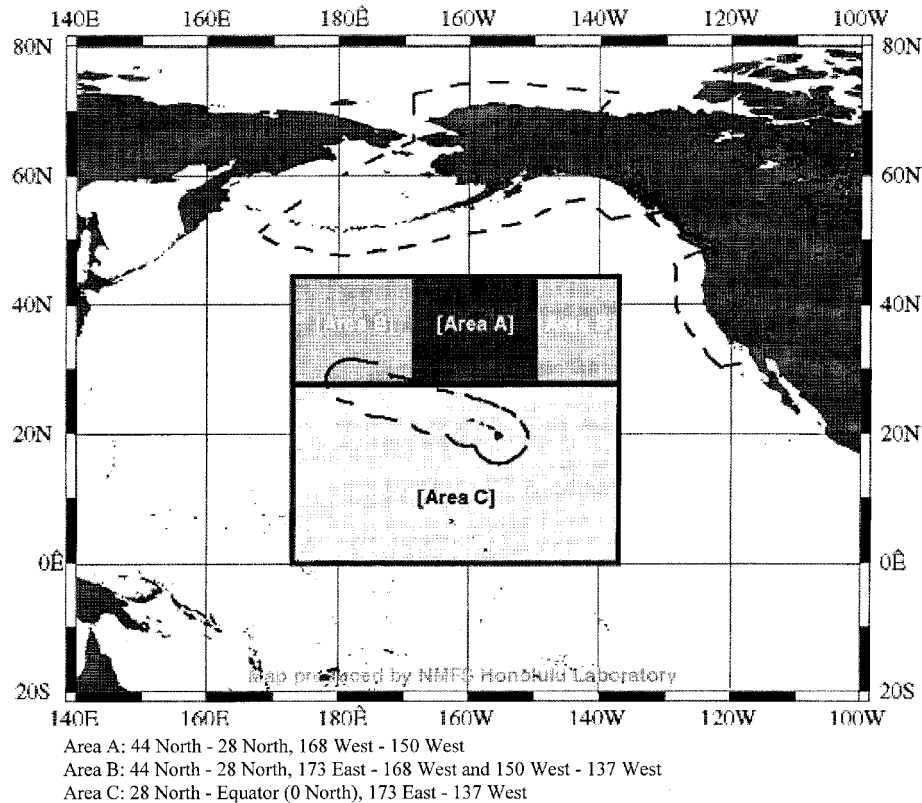 140E 160E 180Ê 160W 140W 120W 100W
80N 80N
60N 60N
40N 40N
[Area B] [Area A] [Area B]
20N 20N
[Area C]
0Ê 0Ê
Map produced by NMFS Honolulu Laboratory
20S 20S
140E 160E 180Ê 160W 140W 120W 100W
Area A: 44 North - 28 North, 168 West - 150 West
Area B: 44 North - 28 North, 173 East - 168 West and 150 West - 137 West
Area C: 28 North - Equator (0 North), 173 East - 137 West